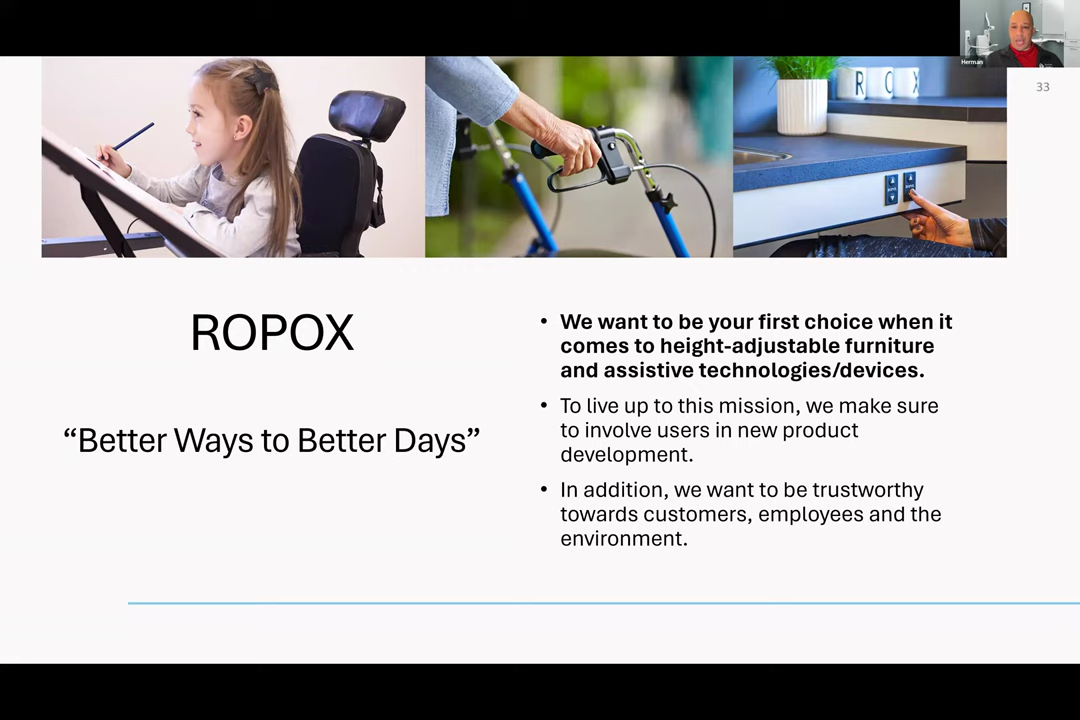 Herman
33
R O X
ROPOX
“Better Ways to Better Days”
• We want to be your first choice when it
comes to height-adjustable furniture
and assistive technologies/devices.
• To live up to this mission, we make sure
to involve users in new product
development.
• In addition, we want to be trustworthy
towards customers, employees and the
environment.